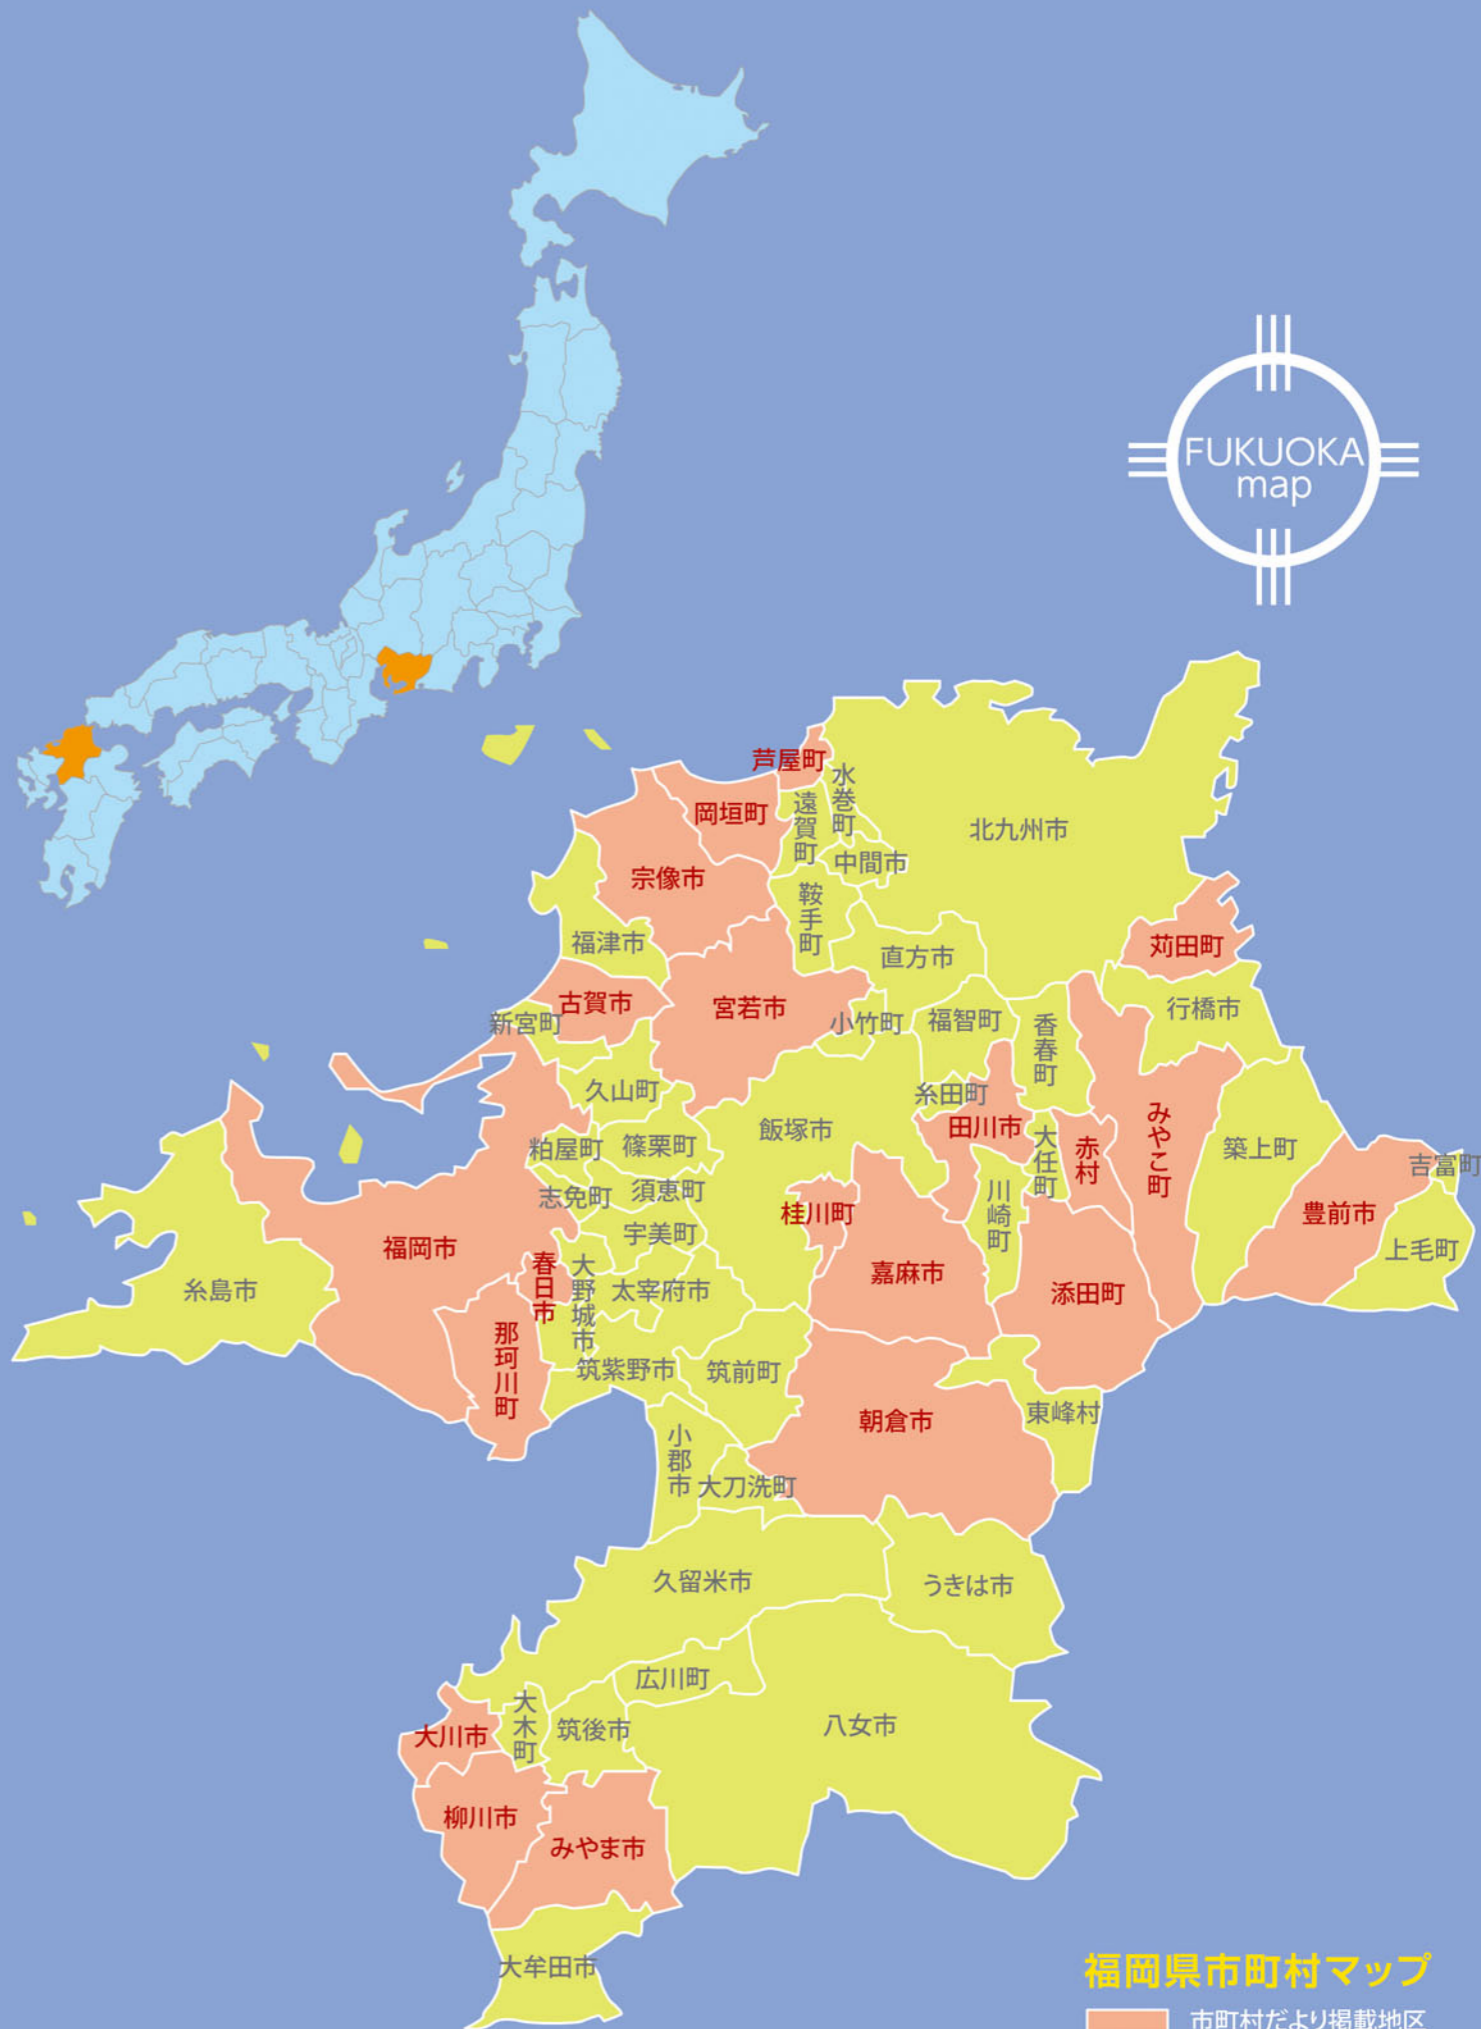 FUKUOKA
map
芦屋町
水巻町
岡垣町
遠賀町
北九州市
中間市
宗像市
鞍手町
福津市
直方市
苅田町
古賀市
宮若市
行橋市
新宮町
小竹町
福智町
香春町
久山町
糸田町
飯塚市
田川市
大任町
赤村
みやこ町
築上町
粕屋町
篠栗町
吉富町
志免町
須恵町
桂川町
川崎町
豊前市
宇美町
福岡市
上毛町
春日市
大野城市
太宰府市
嘉麻市
添田町
糸島市
那珂川町
筑紫野市
筑前町
朝倉市
東峰村
小郡市
大刀洗町
久留米市
うきは市
広川町
大木町
筑後市
八女市
大川市
柳川市
みやま市
大牟田市
福岡県市町村マップ
市町村だより掲載地区